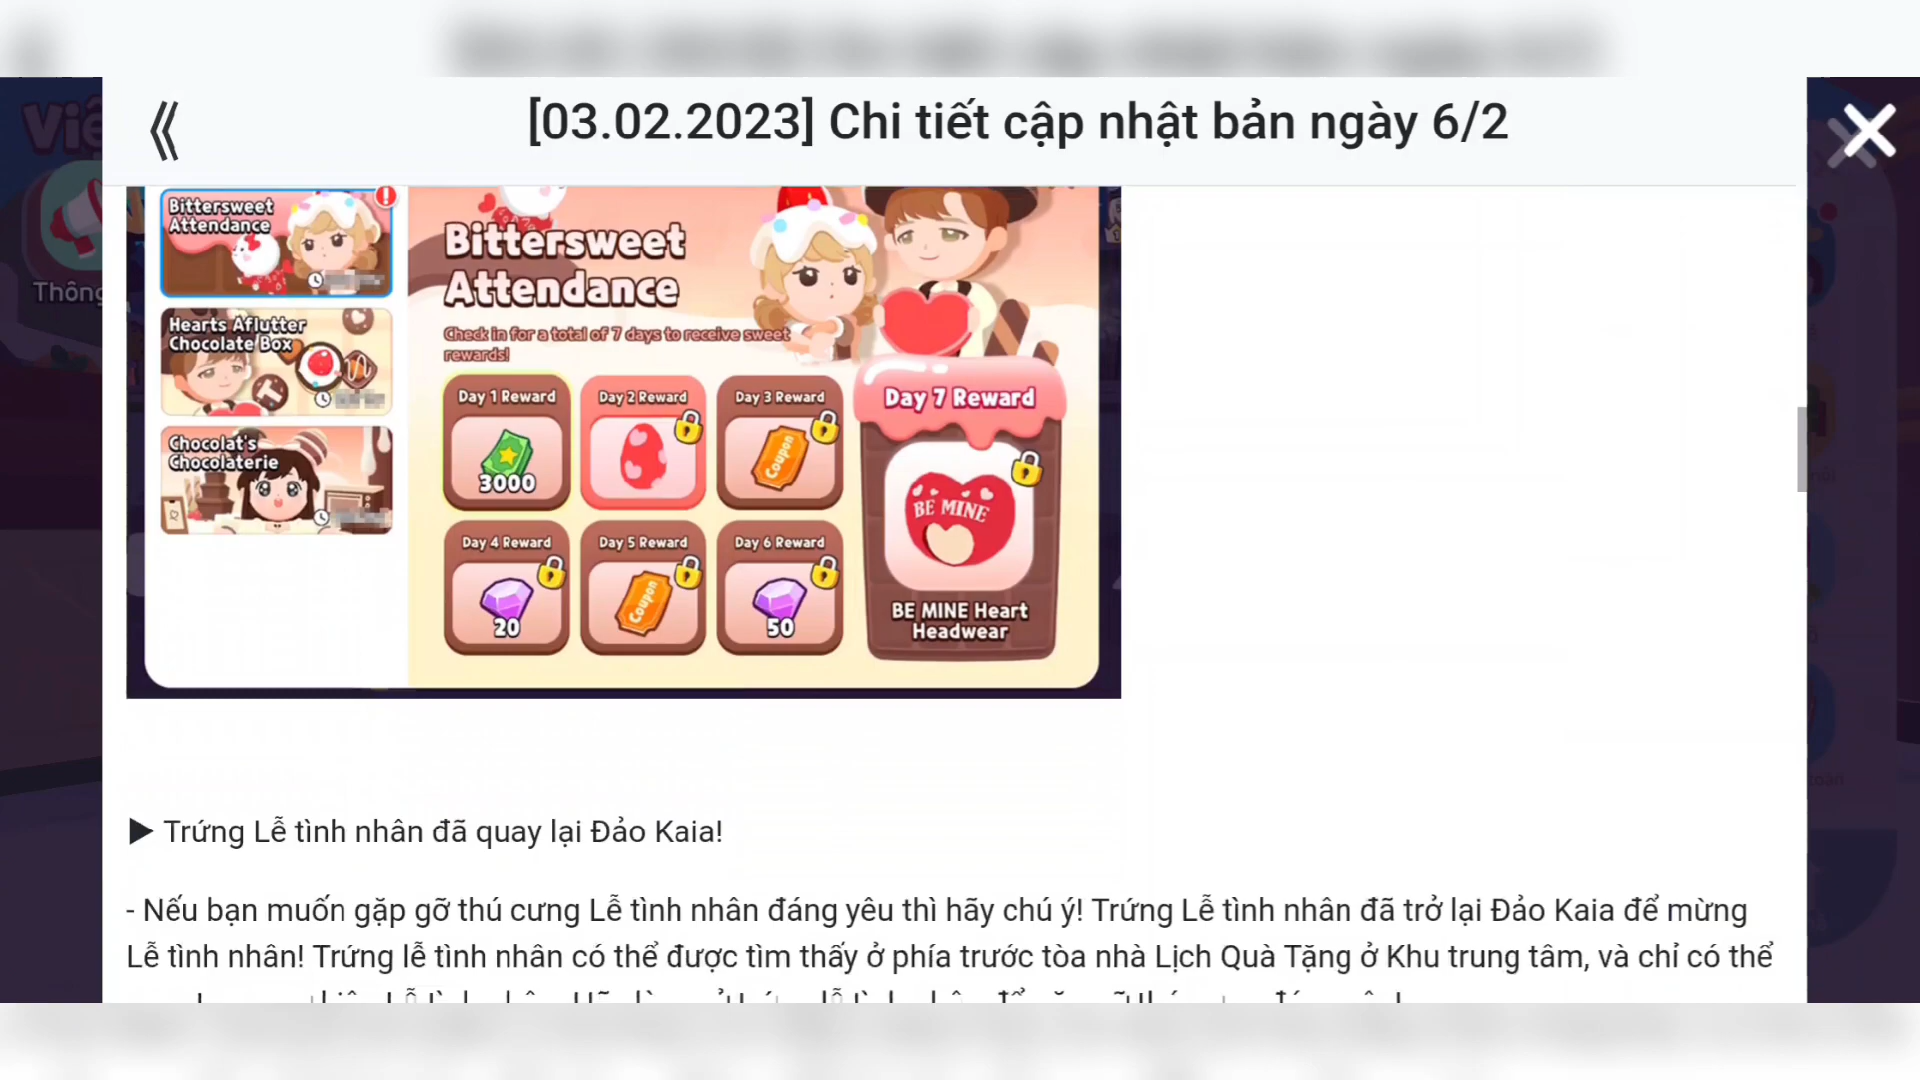 [03.02.2023] Chi tiết cập nhật bản ngày 6/2
Thông
Bittersweet
Attendance
Hearts Aflutter
Chocolate Box
Chocolat's
Chocolaterie
Bittersweet
Attendance
Check in for a total of 7 days to receive sweet
rewards!
Day 1 Reward
3000
Day 2 Reward
Day 3 Reward
Coupon
Day 4 Reward
20
Day 5 Reward
Coupon
Day 6 Reward
50
Day 7 Reward
BE MINE
BE MINE Heart
Headwear
▶ Trứng Lễ tình nhân đã quay lại Đảo Kaia!
- Nếu bạn muốn gặp gỡ thú cưng Lễ tình nhân đáng yêu thì hãy chú ý! Trứng Lễ tình nhân đã trở lại Đảo Kaia để mừng
Lễ tình nhân! Trứng lễ tình nhân có thể được tìm thấy ở phía trước tòa nhà Lịch Quà Tặng ở Khu trung tâm, và chỉ có thể